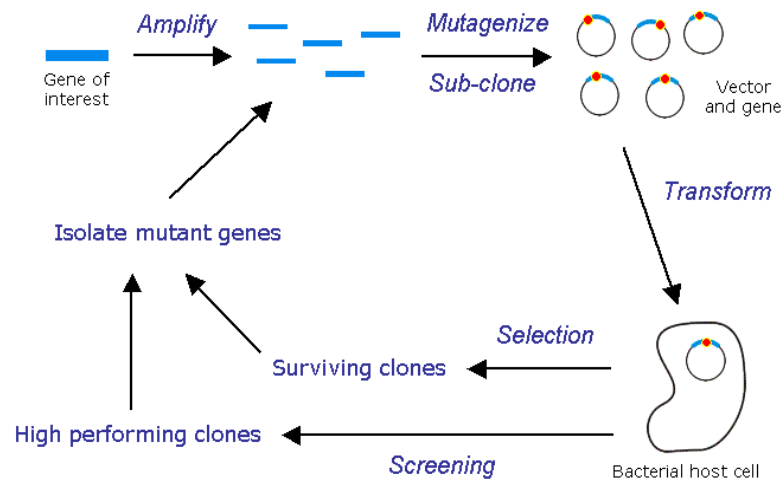 Amplify
Mutagenize
Gene of
interest
Sub-clone
Vector
and gene
Transform
Isolate mutant genes
Selection
Surviving clones
High performing clones
Screening
Bacterial host cell